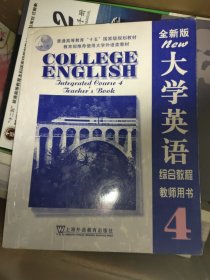 普通高等教育“十五”国家级规划教材
教育部推荐使用大学外语类教材
全新版
new
大学英语
综合教程
教师用书
4
COLLEGE
ENGLISH
Integrated Course 4
Teacher's Book
上海外语教育出版社